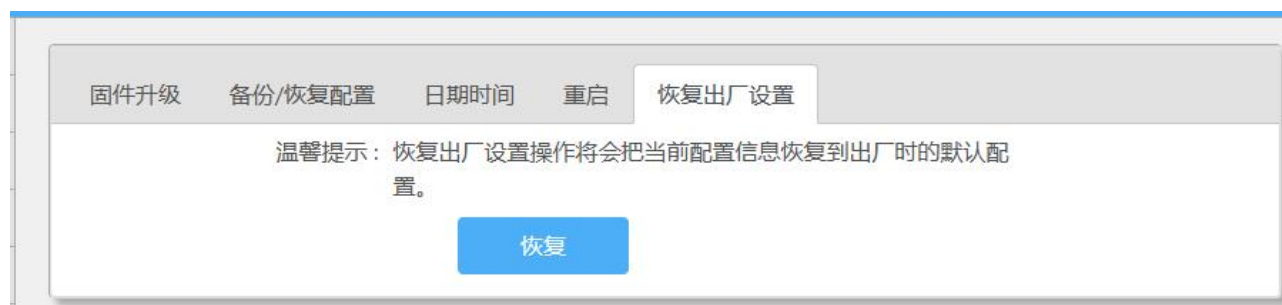 固件升级 备份/恢复配置 日期时间 重启 恢复出厂设置
温馨提示：恢复出厂设置操作将会把当前配置信息恢复到出厂时的默认配
置。
恢复